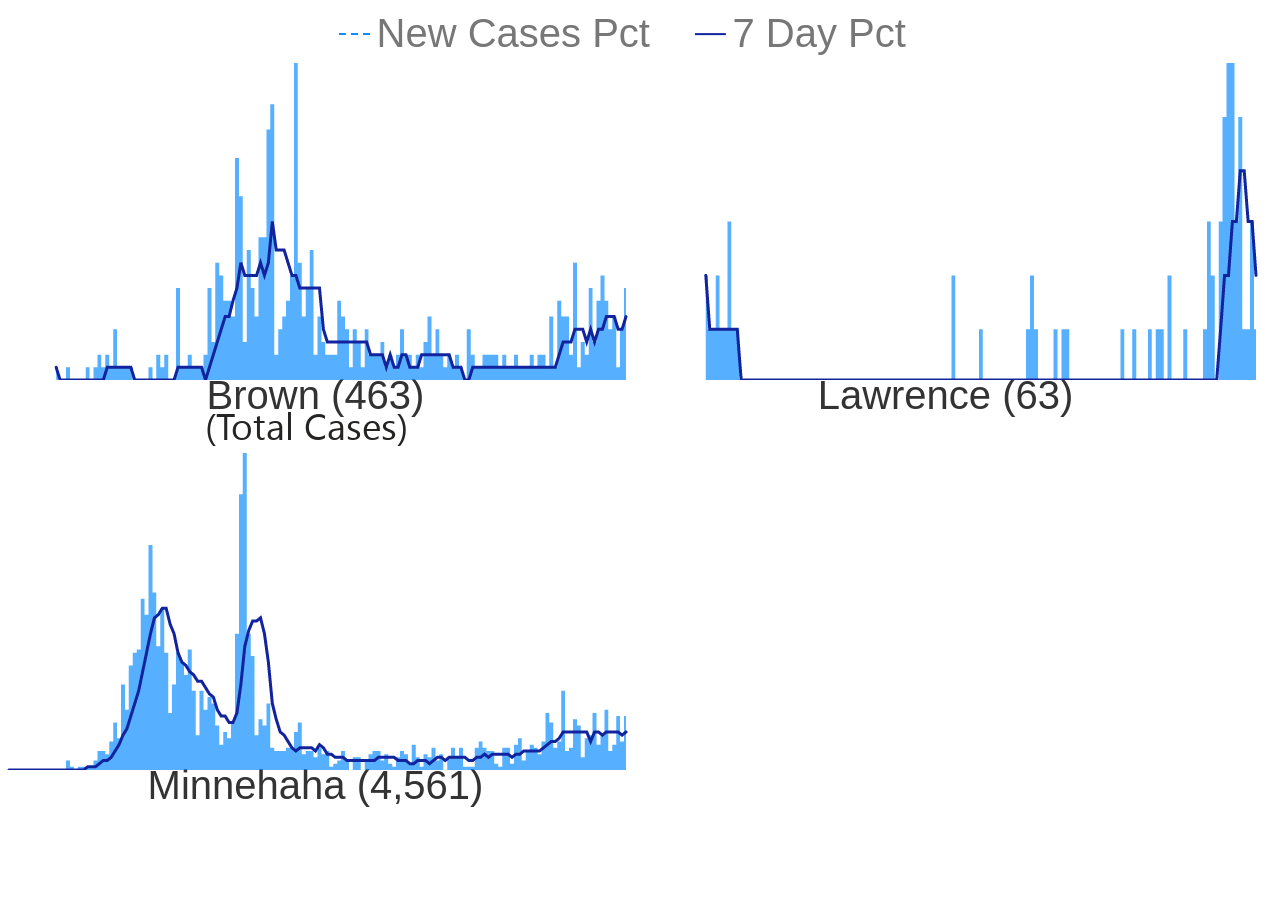 New Cases Pct 7 Day Pct
Brown (463)
(Total Cases)
Lawrence (63)
Minnehaha (4,561)